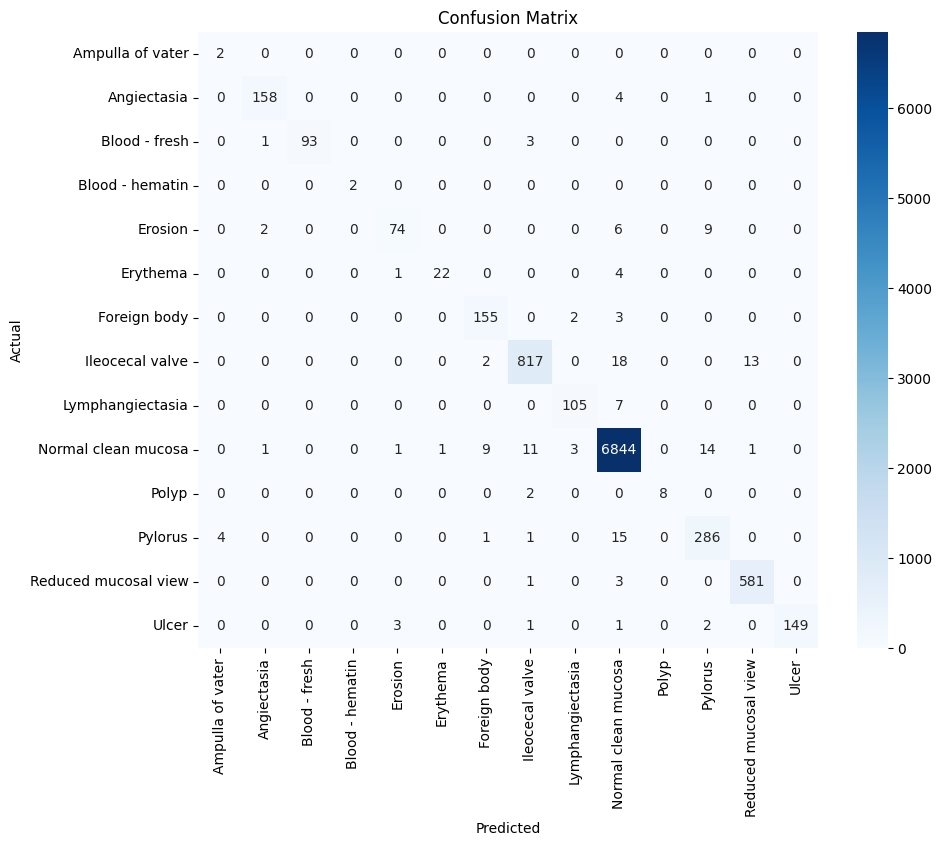 Confusion Matrix
Actual
Ampulla of vater 2 0 0 0 0 0 0 0 0 0 0 0 0 0
Angiectasia 0 158 0 0 0 0 0 0 0 4 0 1 0 0
Blood - fresh 0 1 93 0 0 0 0 3 0 0 0 0 0 0
Blood - hematin 0 0 0 2 0 0 0 0 0 0 0 0 0 0
Erosion 0 2 0 0 74 0 0 0 0 6 0 9 0 0
Erythema 0 0 0 0 1 22 0 0 0 4 0 0 0 0
Foreign body 0 0 0 0 0 0 155 0 2 3 0 0 0 0
Ileocecal valve 0 0 0 0 0 0 2 817 0 18 0 0 13 0
Lymphangiectasia 0 0 0 0 0 0 0 0 105 7 0 0 0 0
Normal clean mucosa 0 1 0 0 1 1 9 11 3 6844 0 14 1 0
Polyp 0 0 0 0 0 0 0 2 0 0 8 0 0 0
Pylorus 4 0 0 0 0 0 1 1 0 15 0 286 0 0
Reduced mucosal view 0 0 0 0 0 0 0 1 0 3 0 0 581 0
Ulcer 0 0 0 0 3 0 0 1 0 1 0 2 0 149
Ampulla of vater
Angiectasia
Blood - fresh
Blood - hematin
Erosion
Erythema
Foreign body
Ileocecal valve
Lymphangiectasia
Normal clean mucosa
Polyp
Pylorus
Reduced mucosal view
Ulcer
Predicted
6000
5000
4000
3000
2000
1000
0